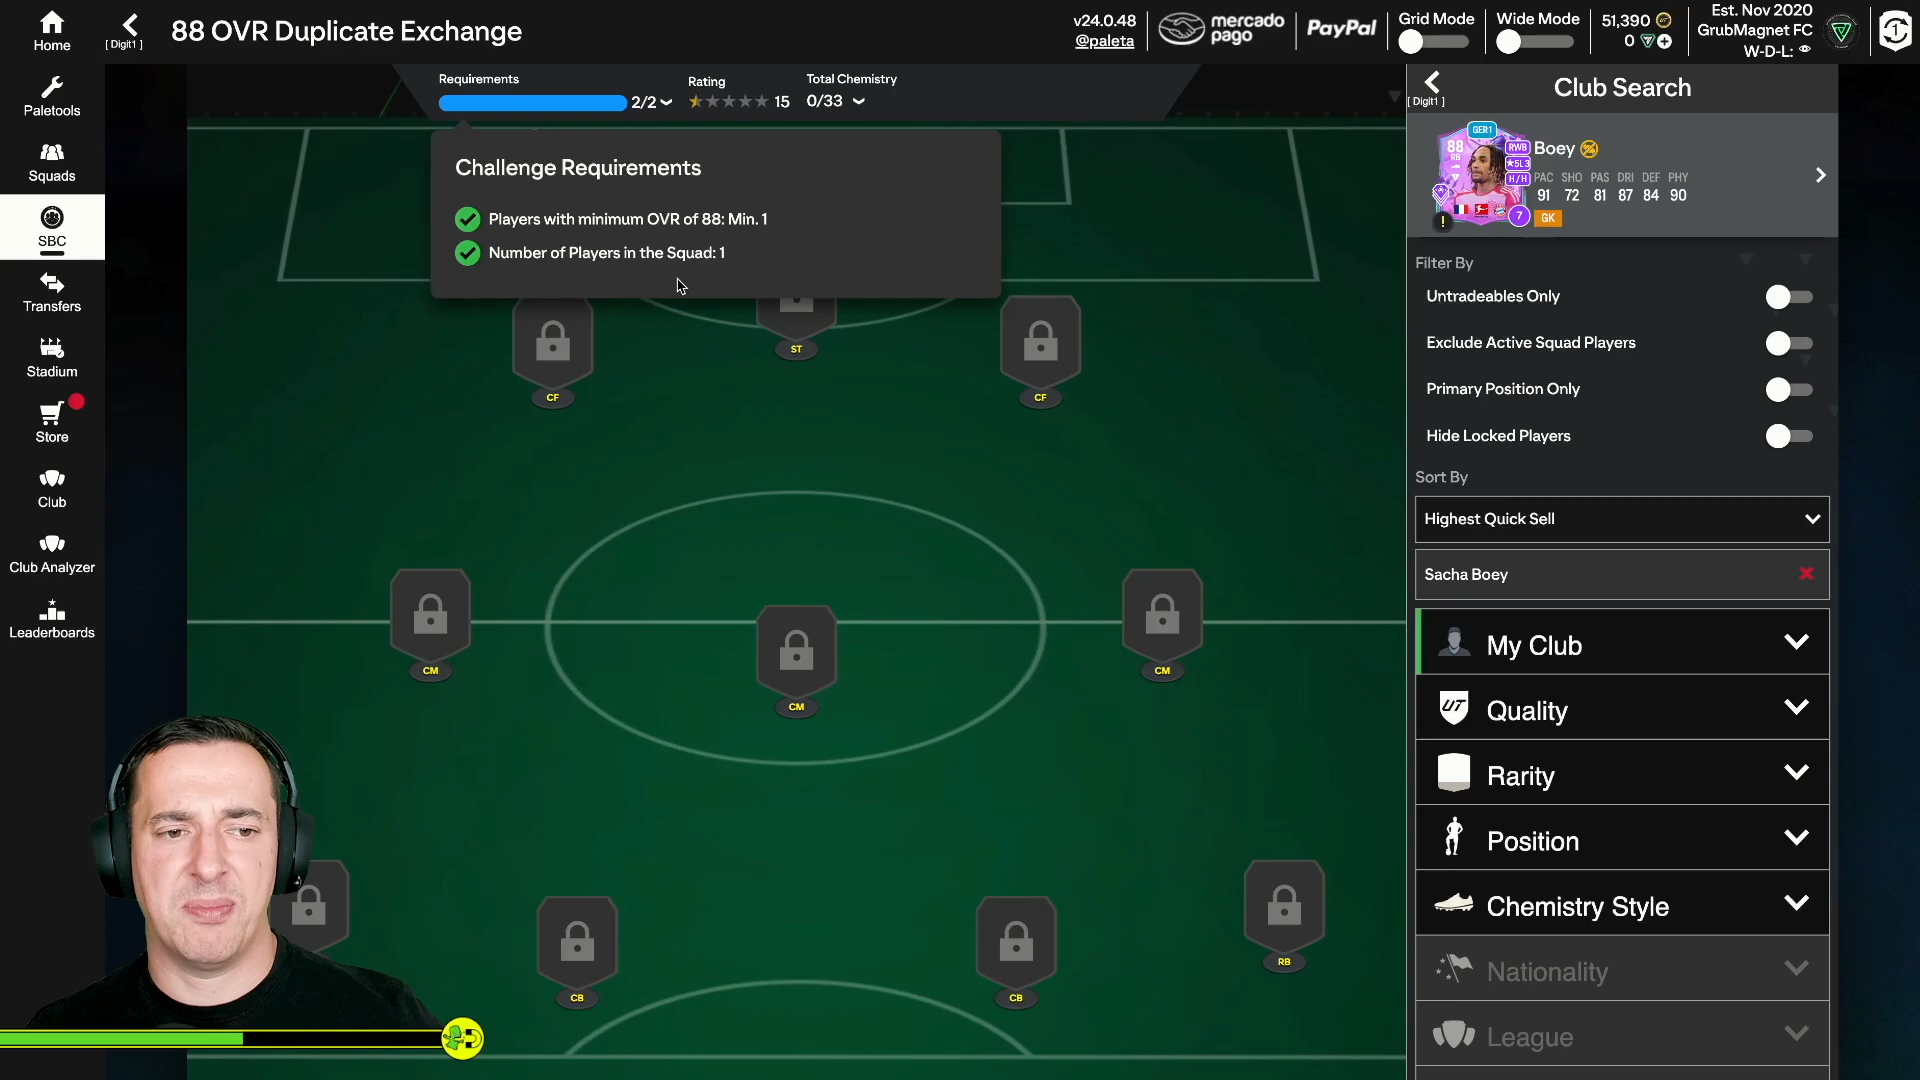 Home
[ Digit1 ]
88 OVR Duplicate Exchange
v24.0.48
@paleta
mercado pago
PayPal
Grid Mode
Wide Mode
51,390
0
Est. Nov 2020
GrubMagnet FC
W-D-L:
1
Paletools
Squads
SBC
Transfers
Stadium
Store
Club
Club Analyzer
Leaderboards
Requirements
2/2
Rating
15
Total Chemistry
0/33
Challenge Requirements
Players with minimum OVR of 88: Min. 1
Number of Players in the Squad: 1
ST
CF
CF
CM
CM
CM
CB
CB
RB
[ Digit1 ]
Club Search
GER1
88
RB
RWB
★5L3
H/H
7
!
Boey
PAC SHO PAS DRI DEF PHY
91 72 81 87 84 90
GK
Filter By
Untradeables Only
Exclude Active Squad Players
Primary Position Only
Hide Locked Players
Sort By
Highest Quick Sell
Sacha Boey
My Club
UT
Quality
Rarity
Position
Chemistry Style
Nationality
League